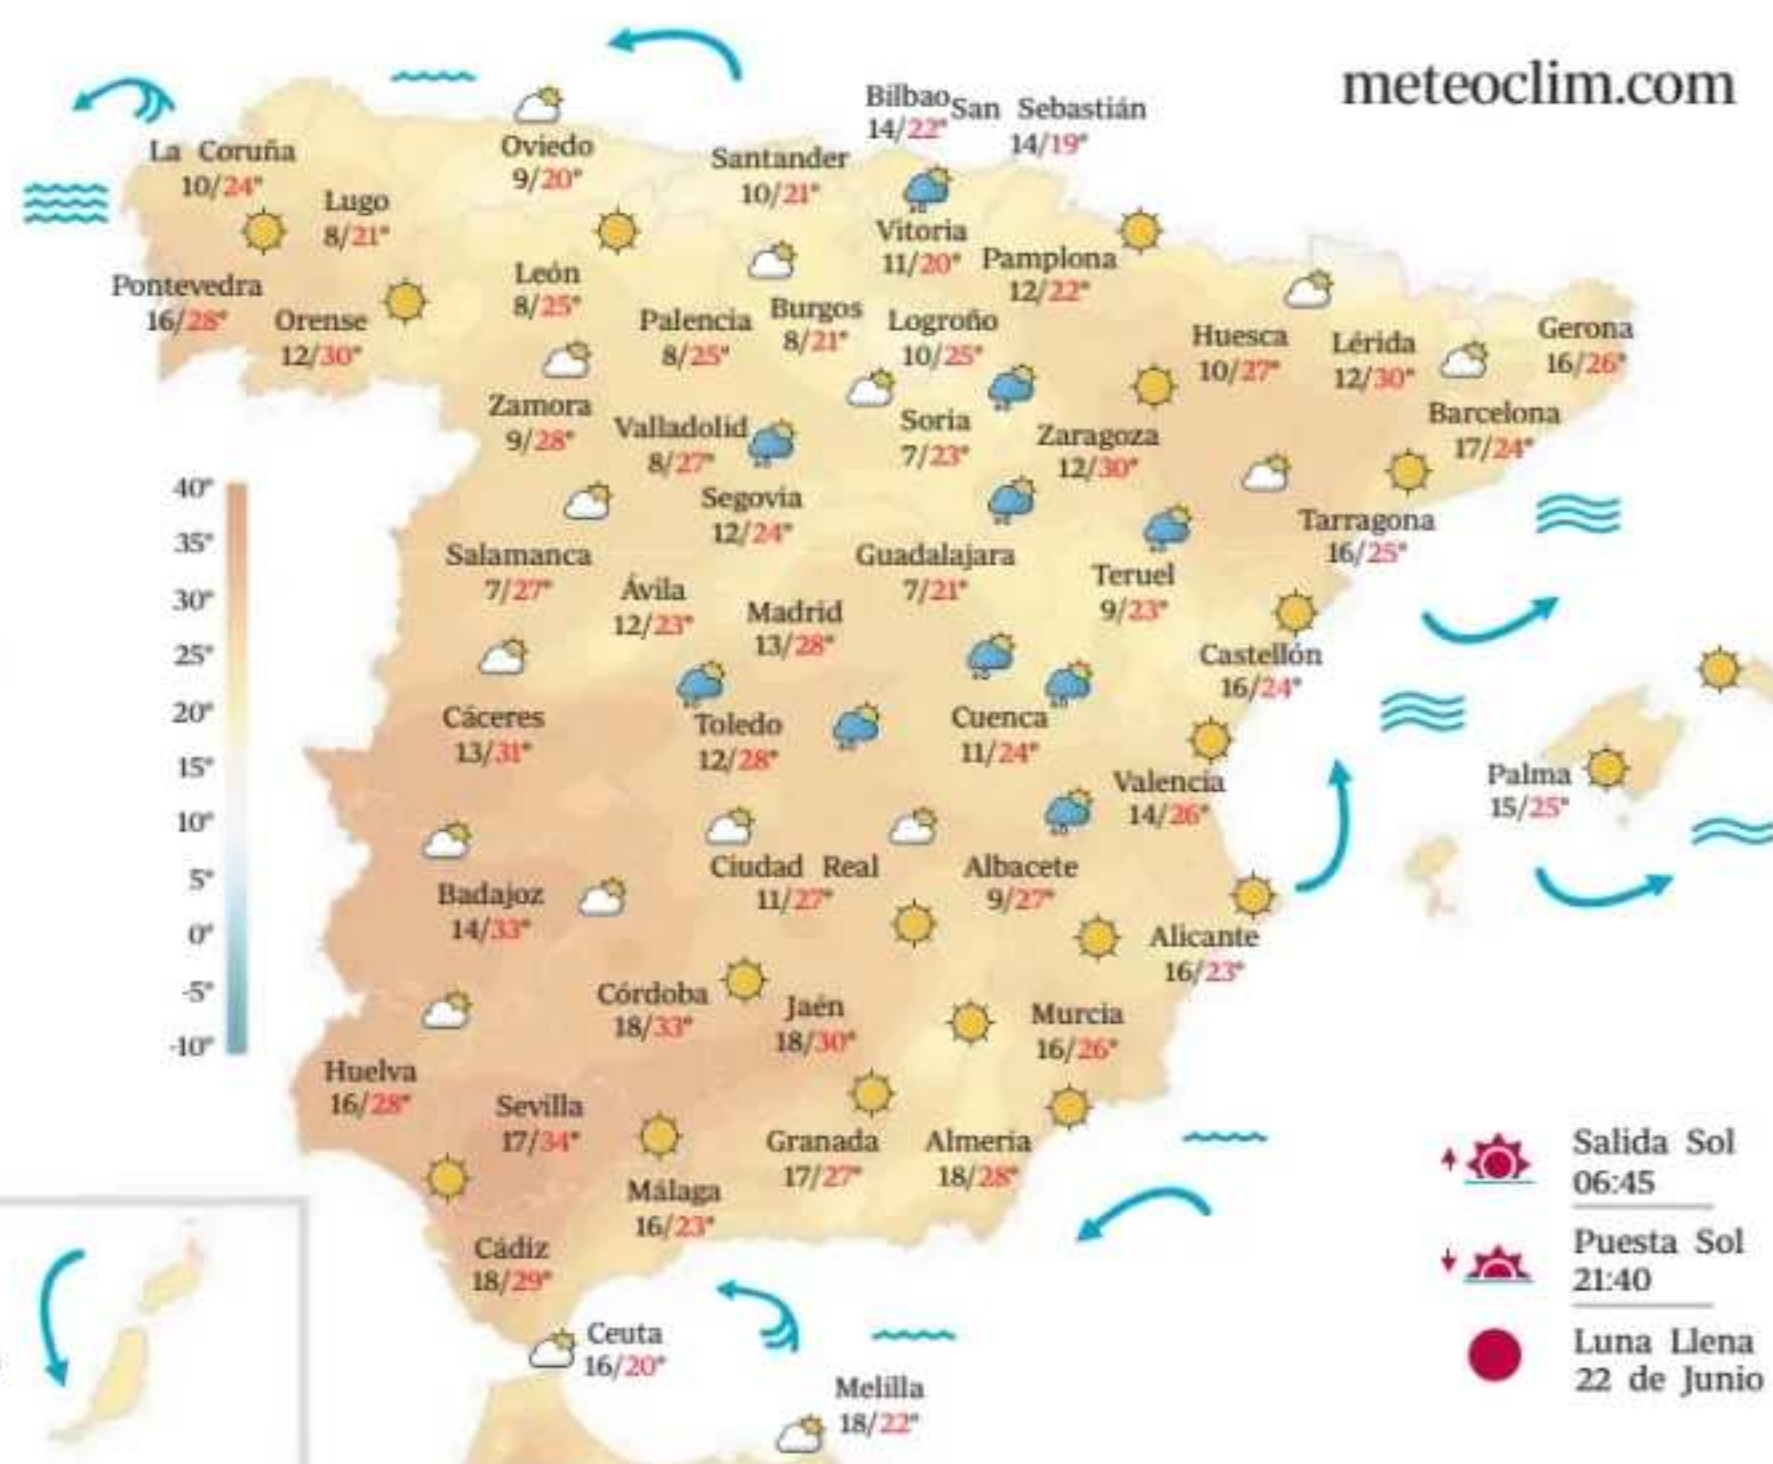 meteoclim.com
Bilbao
14/22°
San Sebastián
14/19°
La Coruña
10/24°
Oviedo
9/20°
Santander
10/21°
Lugo
8/21°
Vitoria
11/20°
Pamplona
12/22°
Pontevedra
16/28°
Orense
12/30°
León
8/25°
Palencia
8/25°
Burgos
8/21°
Logroño
10/25°
Huesca
10/27°
Lérida
12/30°
Gerona
16/26°
Zamora
9/28°
Valladolid
8/27°
Soria
7/23°
Zaragoza
12/30°
Barcelona
17/24°
Segovia
12/24°
Tarragona
16/25°
Salamanca
7/27°
Ávila
12/23°
Madrid
13/28°
Guadalajara
7/21°
Teruel
9/23°
Castellón
16/24°
Cáceres
13/31°
Toledo
12/28°
Cuenca
11/24°
Valencia
14/26°
Palma
15/25°
Badajoz
14/33°
Ciudad Real
11/27°
Albacete
9/27°
Alicante
16/23°
Córdoba
18/33°
Jaén
18/30°
Murcia
16/26°
Huelva
16/28°
Sevilla
17/34°
Granada
17/27°
Almería
18/28°
Málaga
16/23°
Cádiz
18/29°
Ceuta
16/20°
Melilla
18/22°
40°
35°
30°
25°
20°
15°
10°
5°
0°
-5°
-10°
Salida Sol
06:45
Puesta Sol
21:40
Luna Llena
22 de Junio